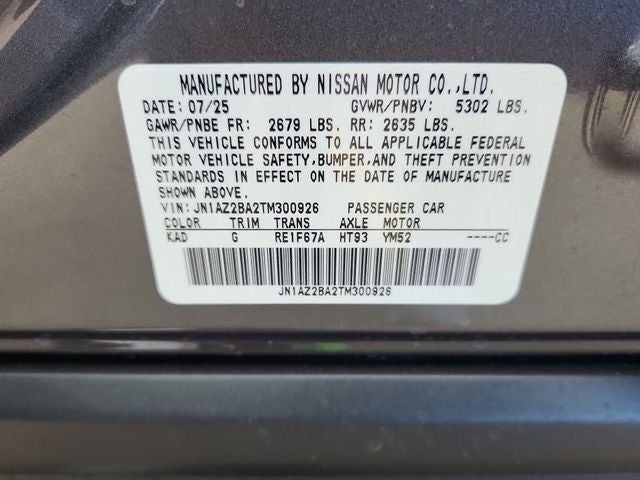 MANUFACTURED BY NISSAN MOTOR CO.,LTD.
DATE: 07/25 GVWR/PNBV: 5302 LBS.
GAWR/PNBE FR: 2679 LBS. RR: 2635 LBS.
THIS VEHICLE CONFORMS TO ALL APPLICABLE FEDERAL
MOTOR VEHICLE SAFETY, BUMPER, AND THEFT PREVENTION
STANDARDS IN EFFECT ON THE DATE OF MANUFACTURE
SHOWN ABOVE.
VIN: JN1AZ2BA2TM300926 PASSENGER CAR
COLOR TRIM TRANS AXLE MOTOR
KAD G RE1F67A HT93 YM52 ----CC
JN1AZ2BA2TM300926